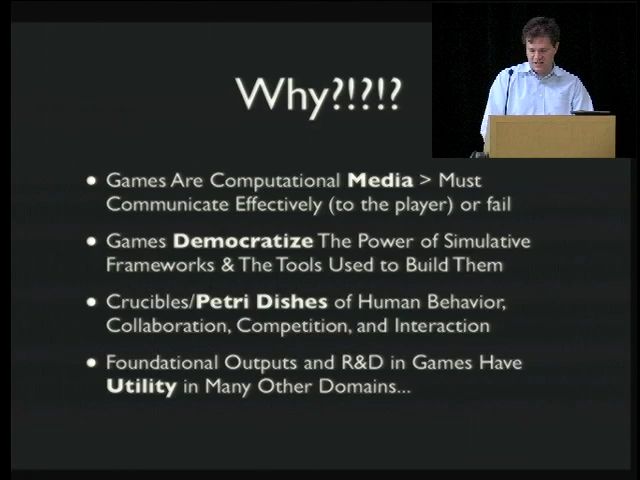 Why?!?!?
• Games Are Computational Media > Must
Communicate Effectively (to the player) or fail
• Games Democratize The Power of Simulative
Frameworks & The Tools Used to Build Them
• Crucibles/Petri Dishes of Human Behavior,
Collaboration, Competition, and Interaction
• Foundational Outputs and R&D in Games Have
Utility in Many Other Domains...